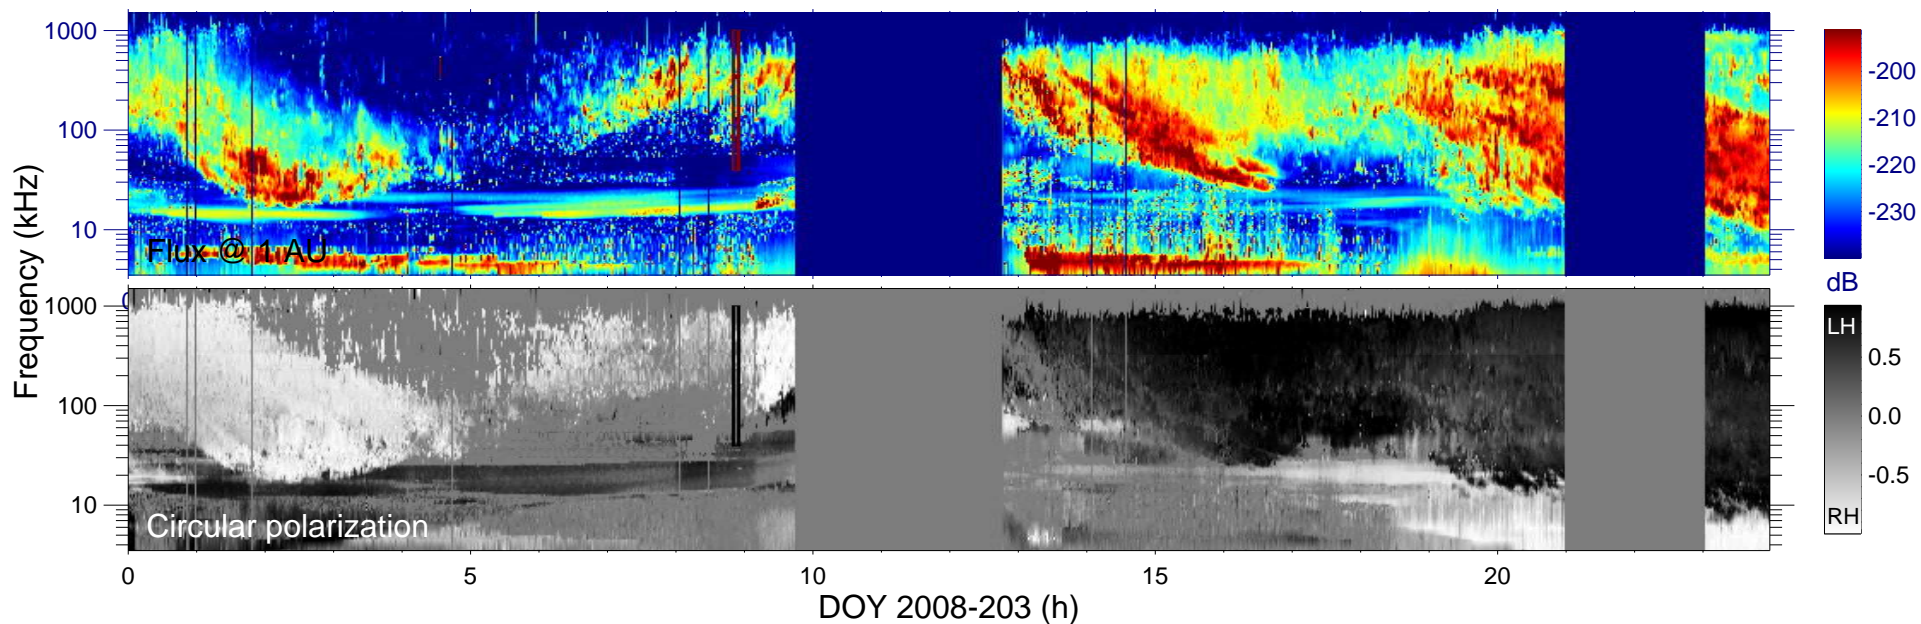 1000
100
10
Flux @ 1 AU
-200
-210
-220
-230
dB
0
1000
100
10
Circular polarization
Frequency (kHz)
LH
0.5
0.0
-0.5
RH
0 5 10 15 20
DOY 2008-203 (h)